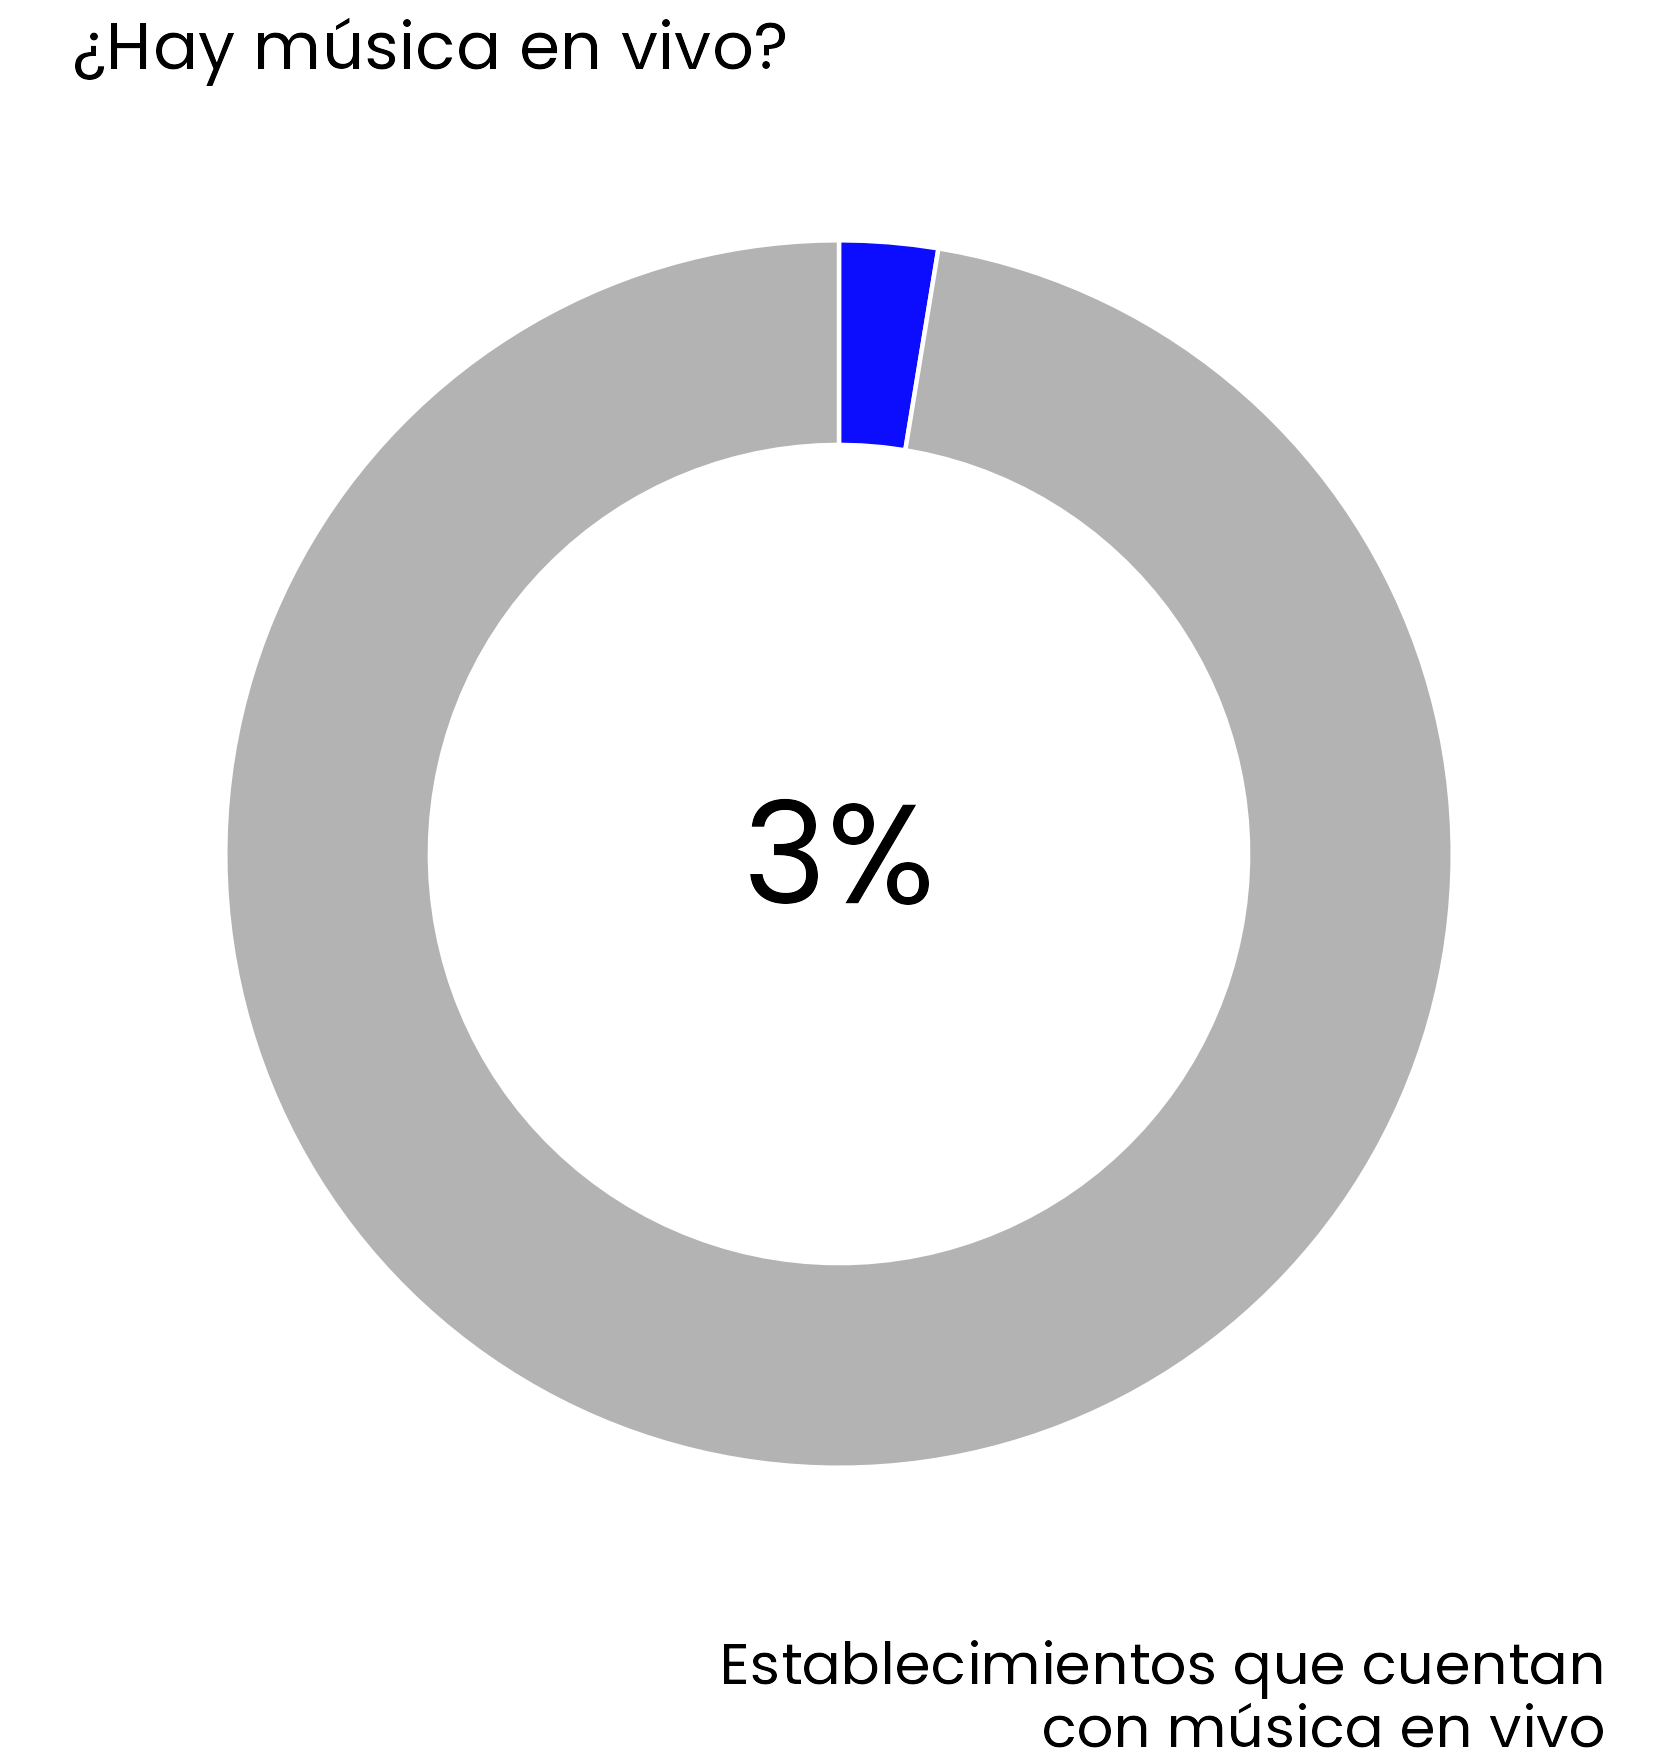 ¿Hay música en vivo?
3%
Establecimientos que cuentan
con música en vivo